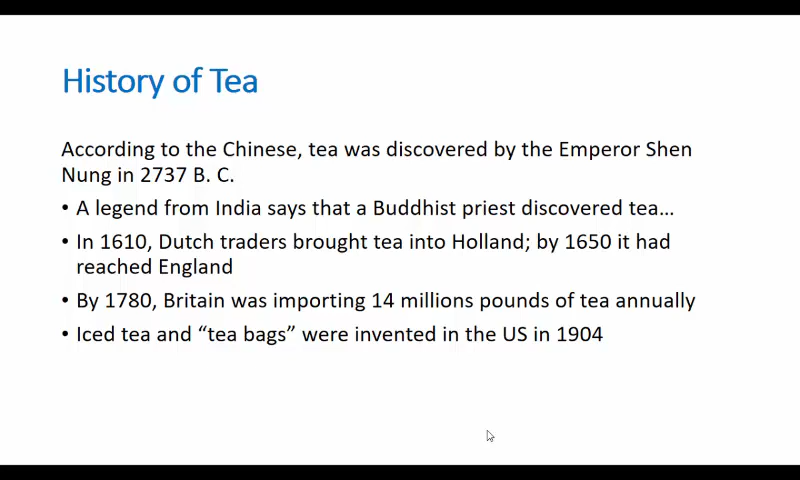 History of Tea
According to the Chinese, tea was discovered by the Emperor Shen
Nung in 2737 B. C.
• A legend from India says that a Buddhist priest discovered tea…
• In 1610, Dutch traders brought tea into Holland; by 1650 it had
reached England
• By 1780, Britain was importing 14 millions pounds of tea annually
• Iced tea and “tea bags” were invented in the US in 1904